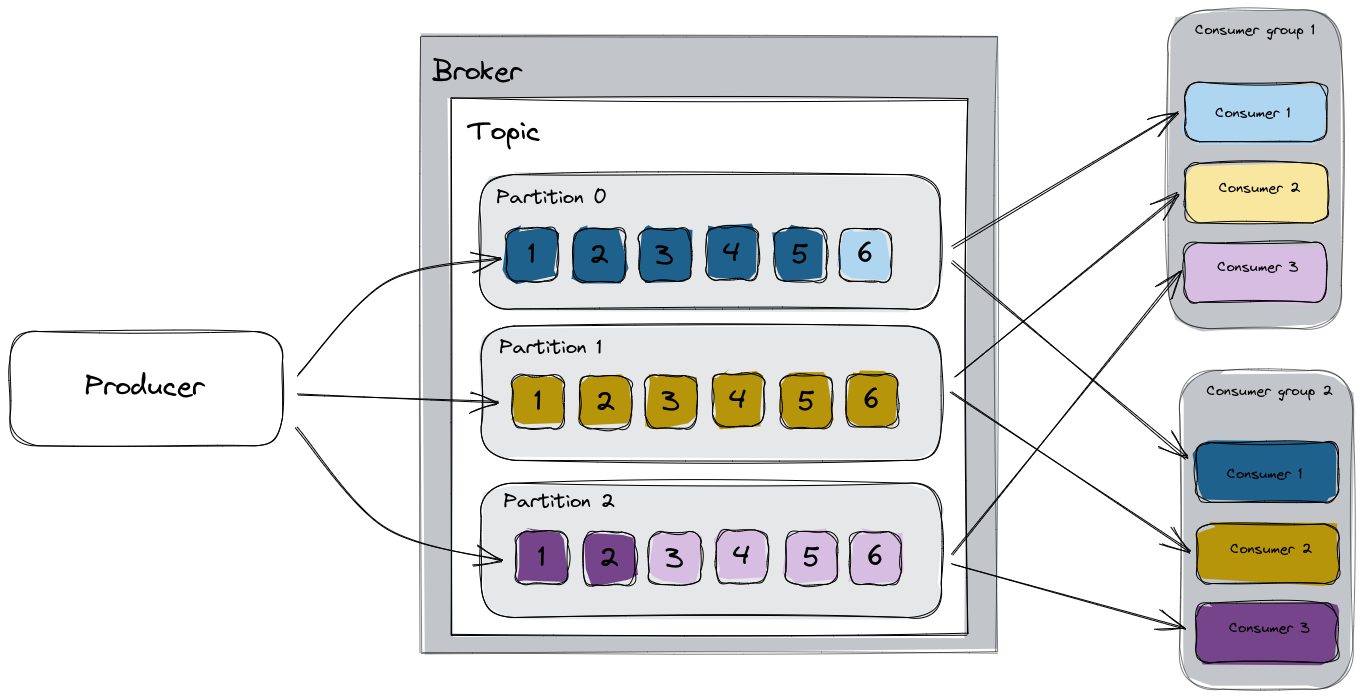 Producer
Broker
Topic
Partition 0
1 2 3 4 5 6
Partition 1
1 2 3 4 5 6
Partition 2
1 2 3 4 5 6
Consumer group 1
Consumer 1
Consumer 2
Consumer 3
Consumer group 2
Consumer 1
Consumer 2
Consumer 3